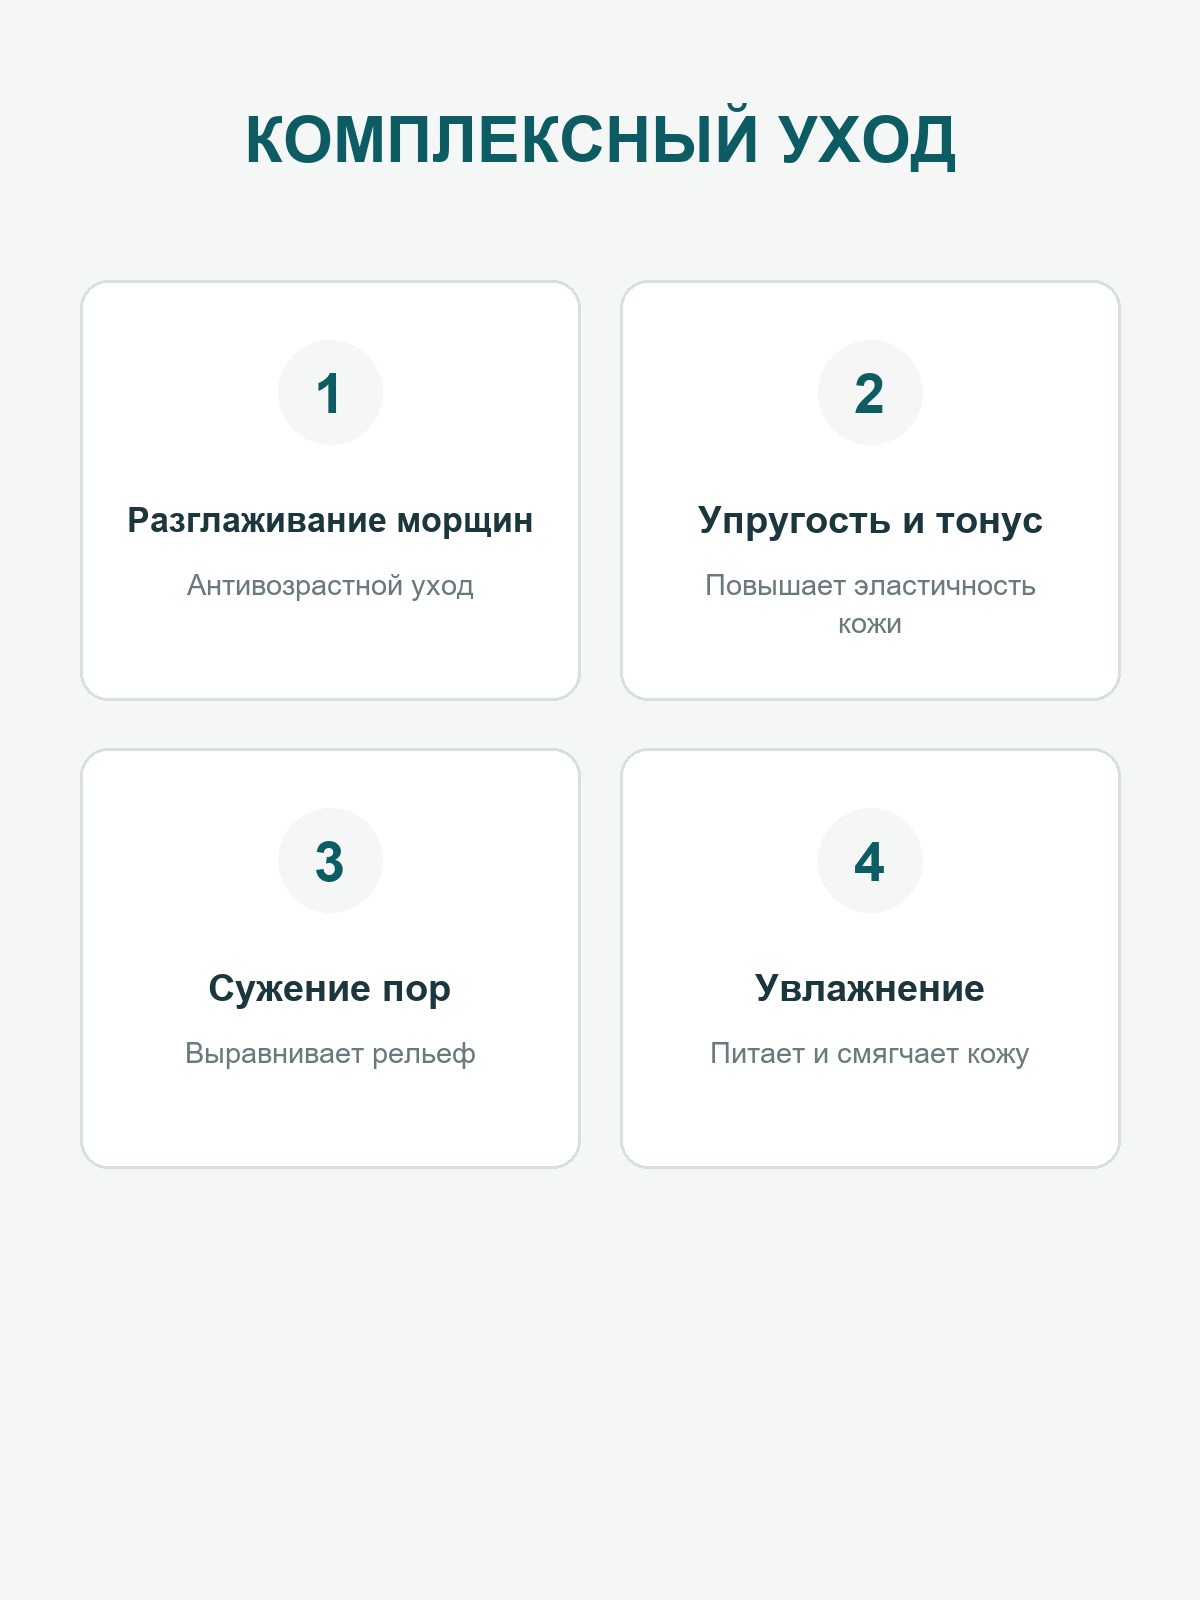 КОМПЛЕКСНЫЙ УХОД
1
Разглаживание морщин
Антивозрастной уход
2
Упругость и тонус
Повышает эластичность
кожи
3
Сужение пор
Выравнивает рельеф
4
Увлажнение
Питает и смягчает кожу